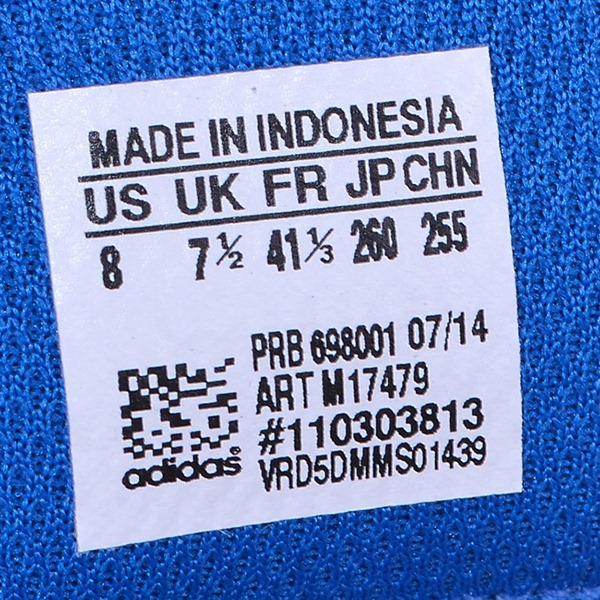 MADE IN INDONESIA
US UK FR JP CHN
8 7½ 41⅓ 260 255
PRB 698001 07/14
ART M17479
#110303813
adidas® VRD5DMMS01439